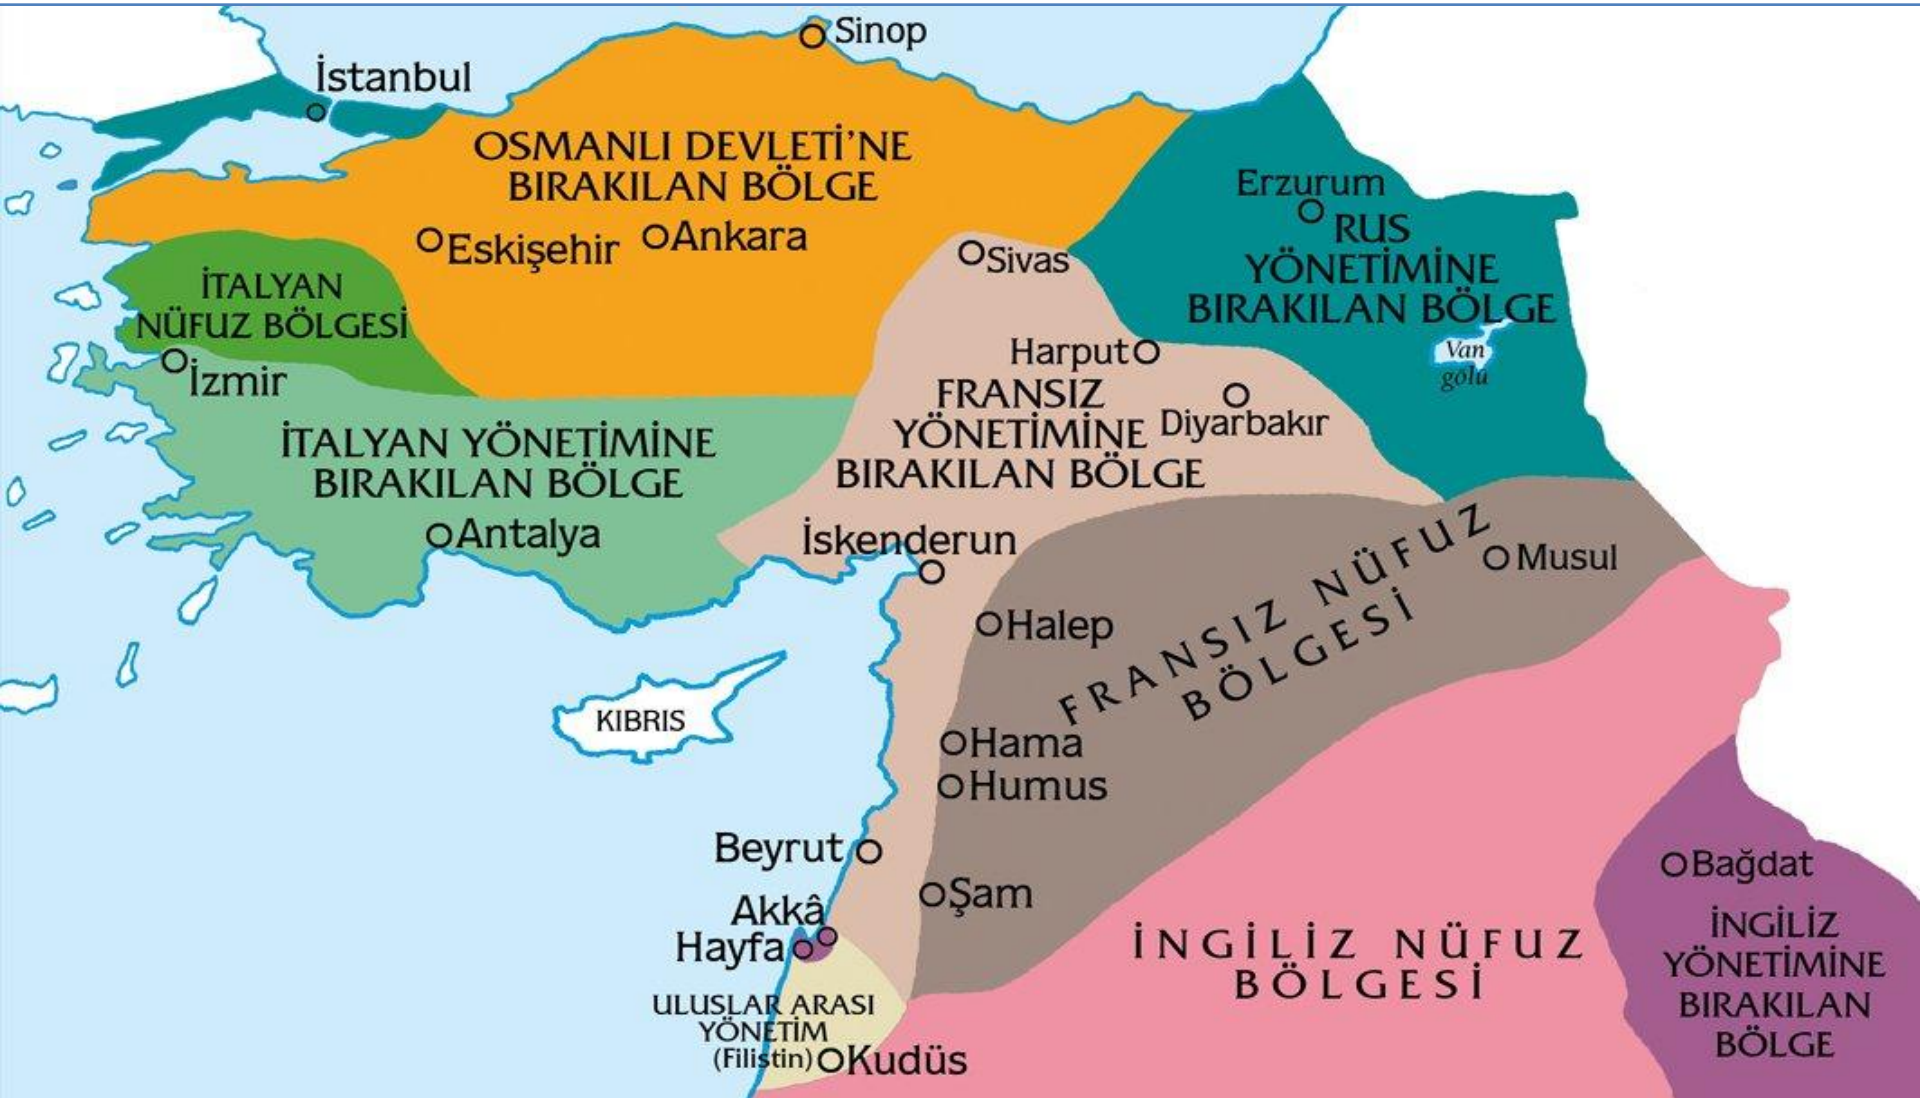 Sinop
İstanbul
OSMANLI DEVLETİ'NE
BIRAKILAN BÖLGE
Eskişehir
Ankara
Erzurum
RUS
YÖNETİMİNE
BIRAKILAN BÖLGE
Van
gölü
Sivas
İTALYAN
NÜFUZ BÖLGESİ
İzmir
Harput
FRANSIZ
YÖNETİMİNE
BIRAKILAN BÖLGE
Diyarbakır
İTALYAN YÖNETİMİNE
BIRAKILAN BÖLGE
Antalya
İskenderun
Musul
FRANSIZ NÜFUZ
BÖLGESİ
Halep
KIBRIS
Hama
Humus
Beyrut
Şam
Akkâ
Hayfa
Bağdat
İNGİLİZ NÜFUZ
BÖLGESİ
İNGİLİZ
YÖNETİMİNE
BIRAKILAN
BÖLGE
ULUSLAR ARASI
YÖNETİM
(Filistin)
Kudüs